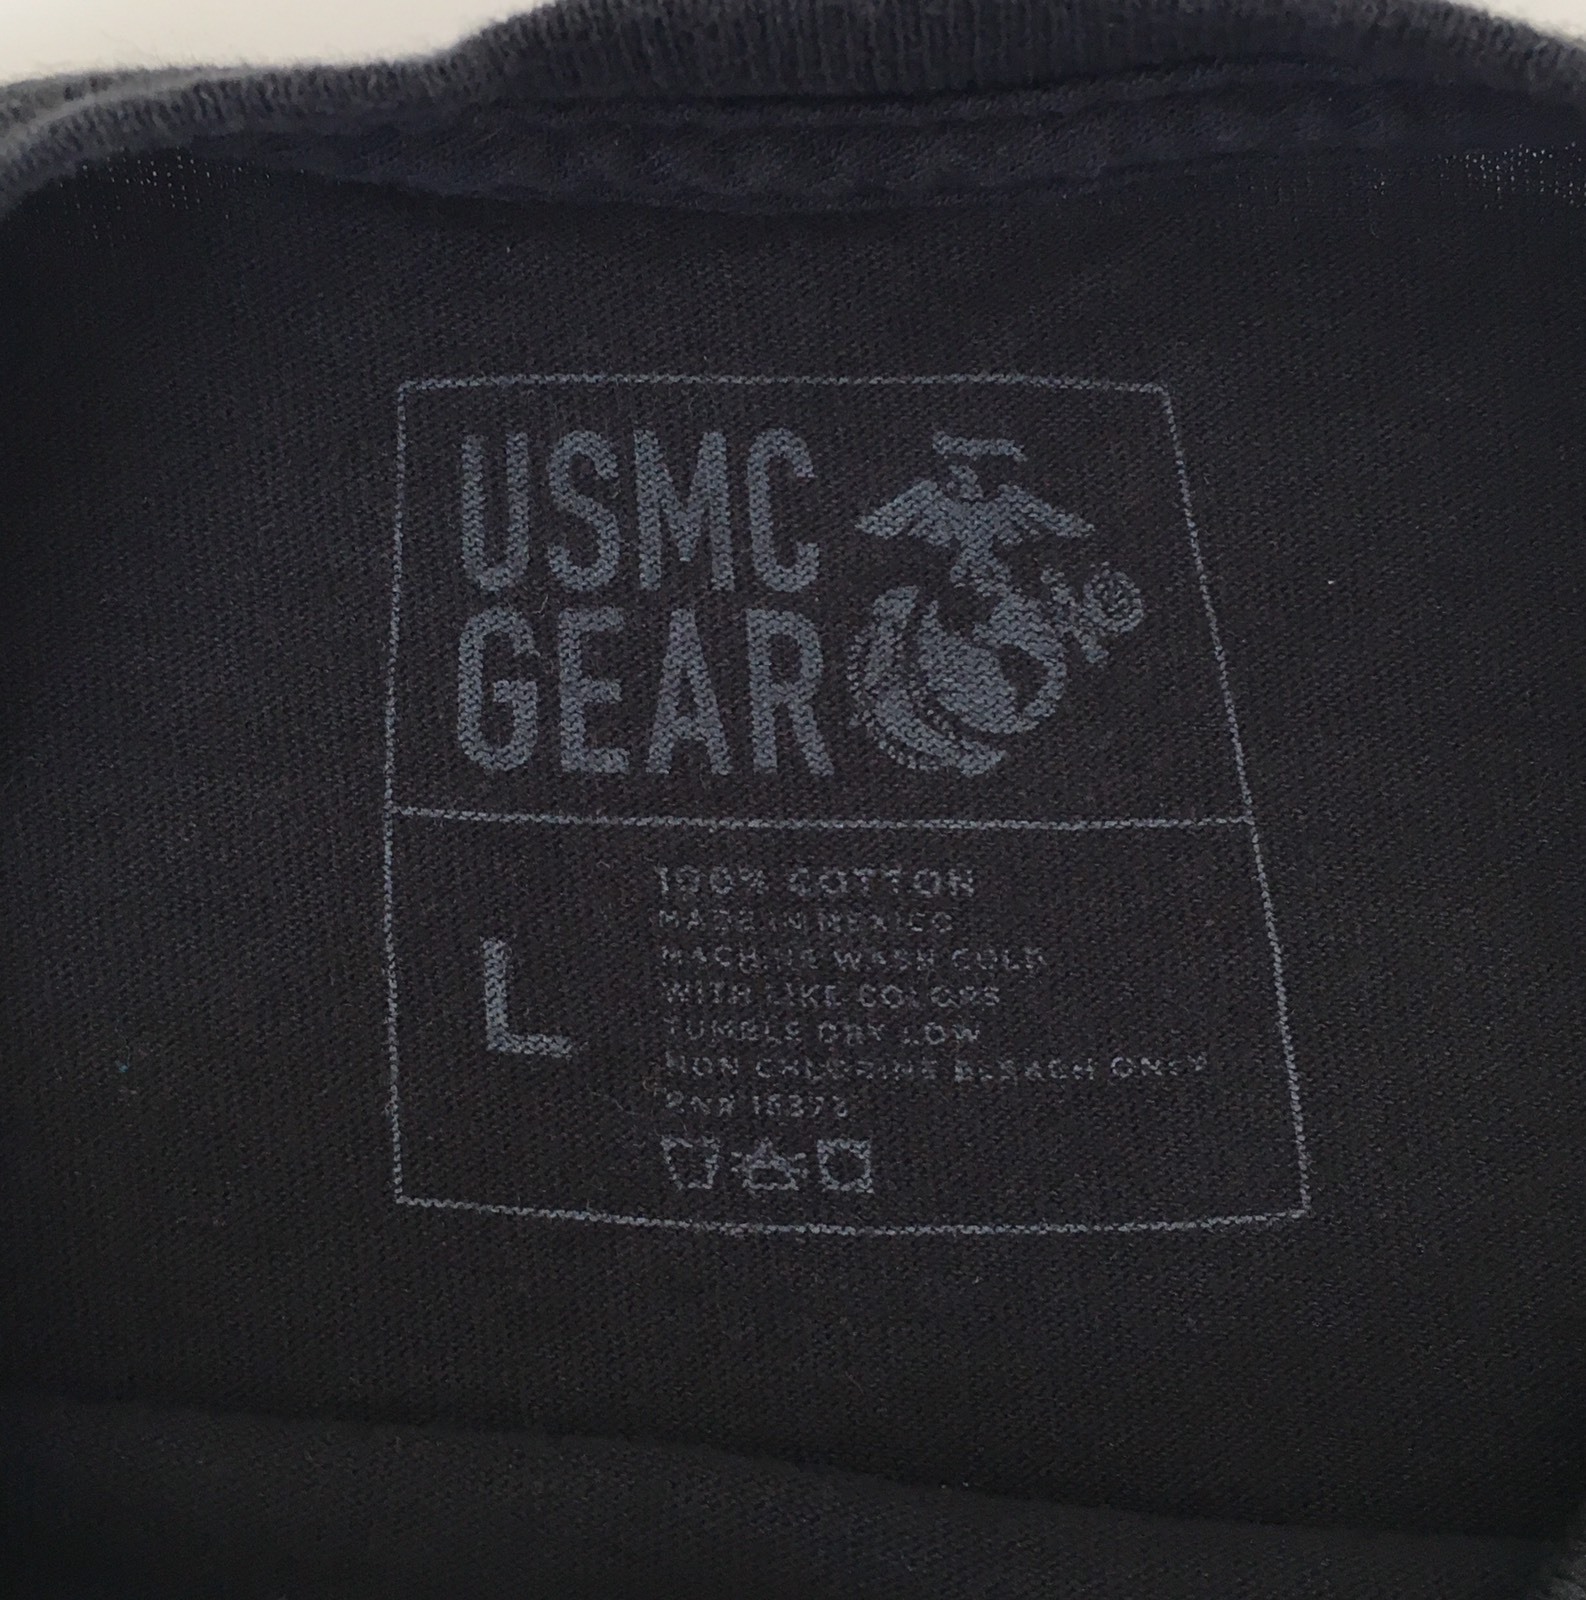 USMC
GEAR
®
100% COTTON
MADE IN MEXICO
MACHINE WASH COLD
WITH LIKE COLORS
TUMBLE DRY LOW
NON CHLORINE BLEACH ONLY
L